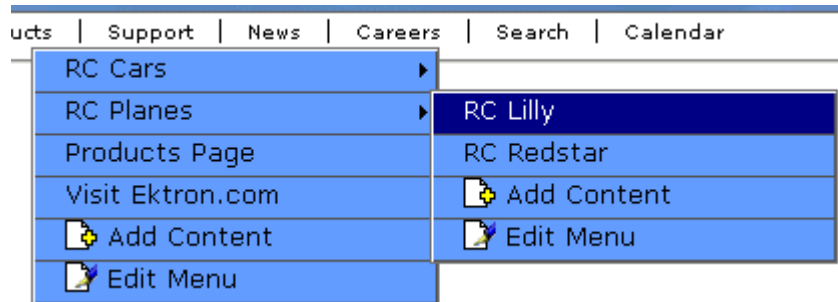 ucts | Support | News | Careers | Search | Calendar
RC Cars
RC Planes
Products Page
Visit Ektron.com
Add Content
Edit Menu
RC Lilly
RC Redstar
Add Content
Edit Menu